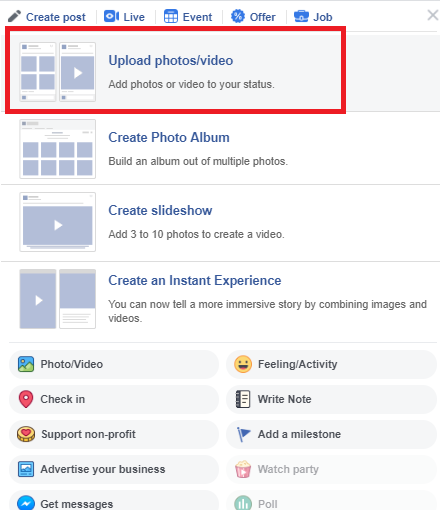 Create post Live Event Offer Job
Upload photos/video
Add photos or video to your status.
Create Photo Album
Build an album out of multiple photos.
Create slideshow
Add 3 to 10 photos to create a video.
Create an Instant Experience
You can now tell a more immersive story by combining images and
videos.
Photo/Video Feeling/Activity
Check in Write Note
Support non-profit Add a milestone
Advertise your business Watch party
Get messages Poll